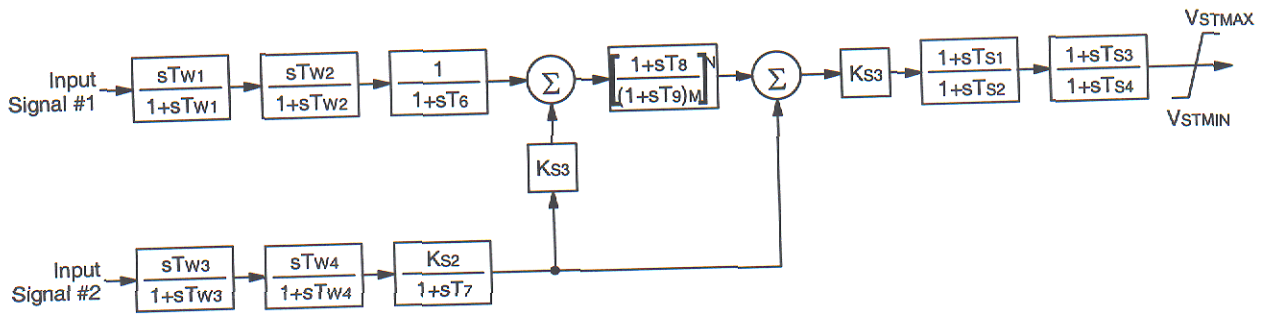 VSTMAX
Input
Signal #1
sTW1
1+sTW1
sTW2
1+sTW2
1
1+sT6
Σ
[1+sT8]N
(1+sT9)M
Σ
KS3
1+sTS1
1+sTS2
1+sTS3
1+sTS4
VSTMIN
KS3
Input
Signal #2
sTW3
1+sTW3
sTW4
1+sTW4
KS2
1+sT7